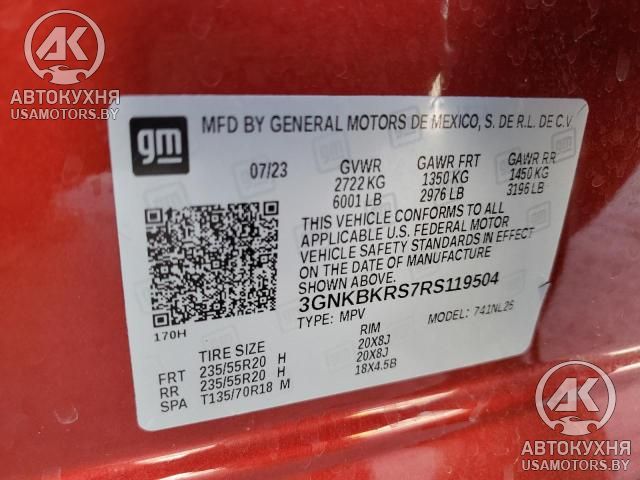 АК
АВТОКУХНЯ
USAMOTORS.BY
gm
MFD BY GENERAL MOTORS DE MEXICO, S. DE R.L. DE C.V.
07/23 GVWR GAWR FRT GAWR RR
2722 KG 1350 KG 1450 KG
6001 LB 2976 LB 3196 LB
THIS VEHICLE CONFORMS TO ALL
APPLICABLE U.S. FEDERAL MOTOR
VEHICLE SAFETY STANDARDS IN EFFECT
ON THE DATE OF MANUFACTURE
SHOWN ABOVE.
3GNKBKRS7RS119504
TYPE: MPV MODEL: 741NL26
170H
TIRE SIZE RIM
FRT 235/55R20 H 20X8J
RR 235/55R20 H 20X8J
SPA T135/70R18 M 18X4.5B
АК
АВТОКУХНЯ
USAMOTORS.BY